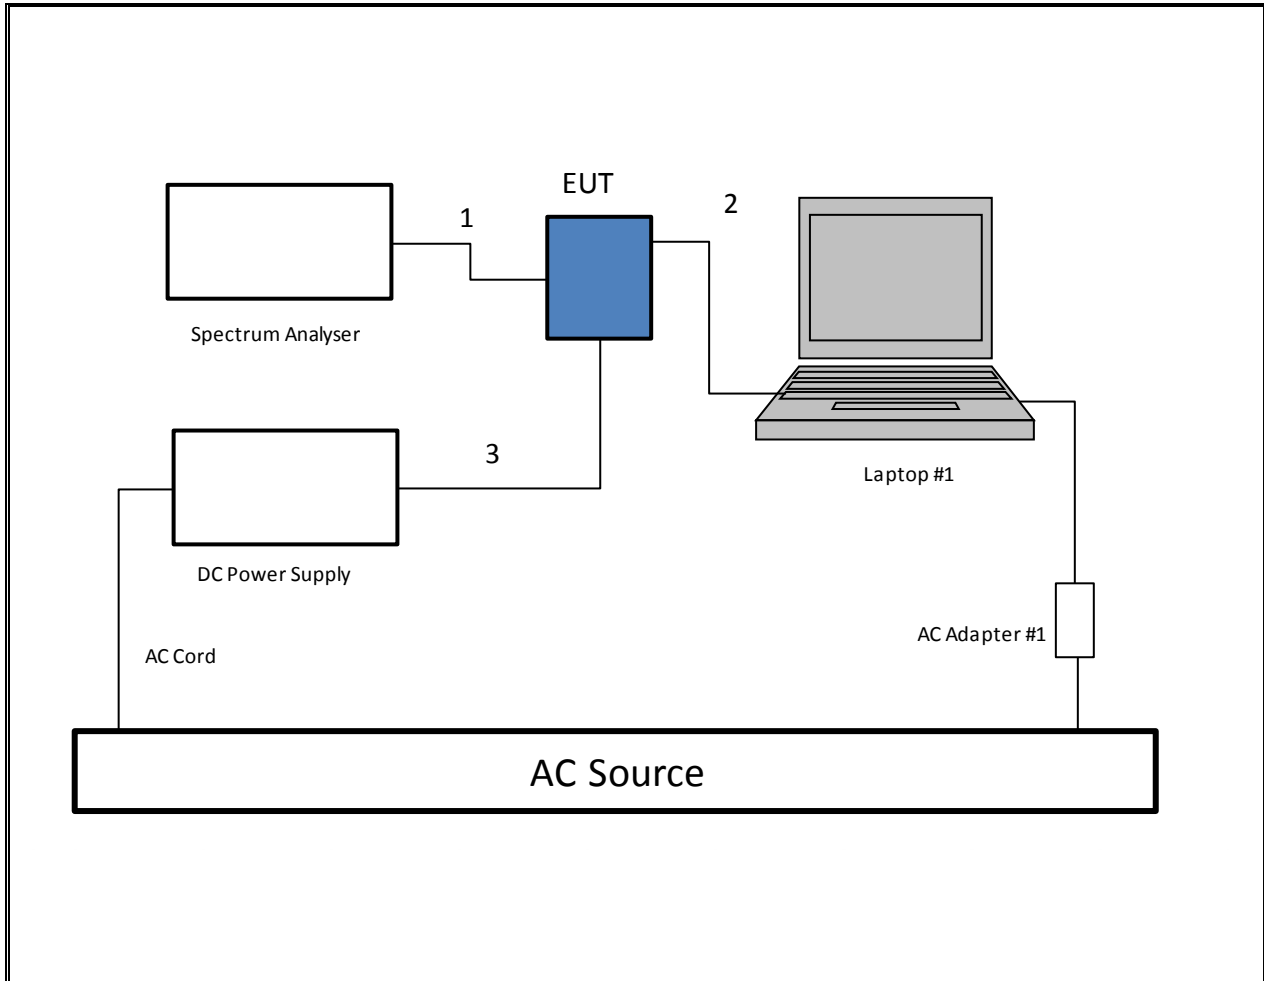 EUT
1
2
Spectrum Analyser
3
Laptop #1
DC Power Supply
AC Adapter #1
AC Cord
AC Source